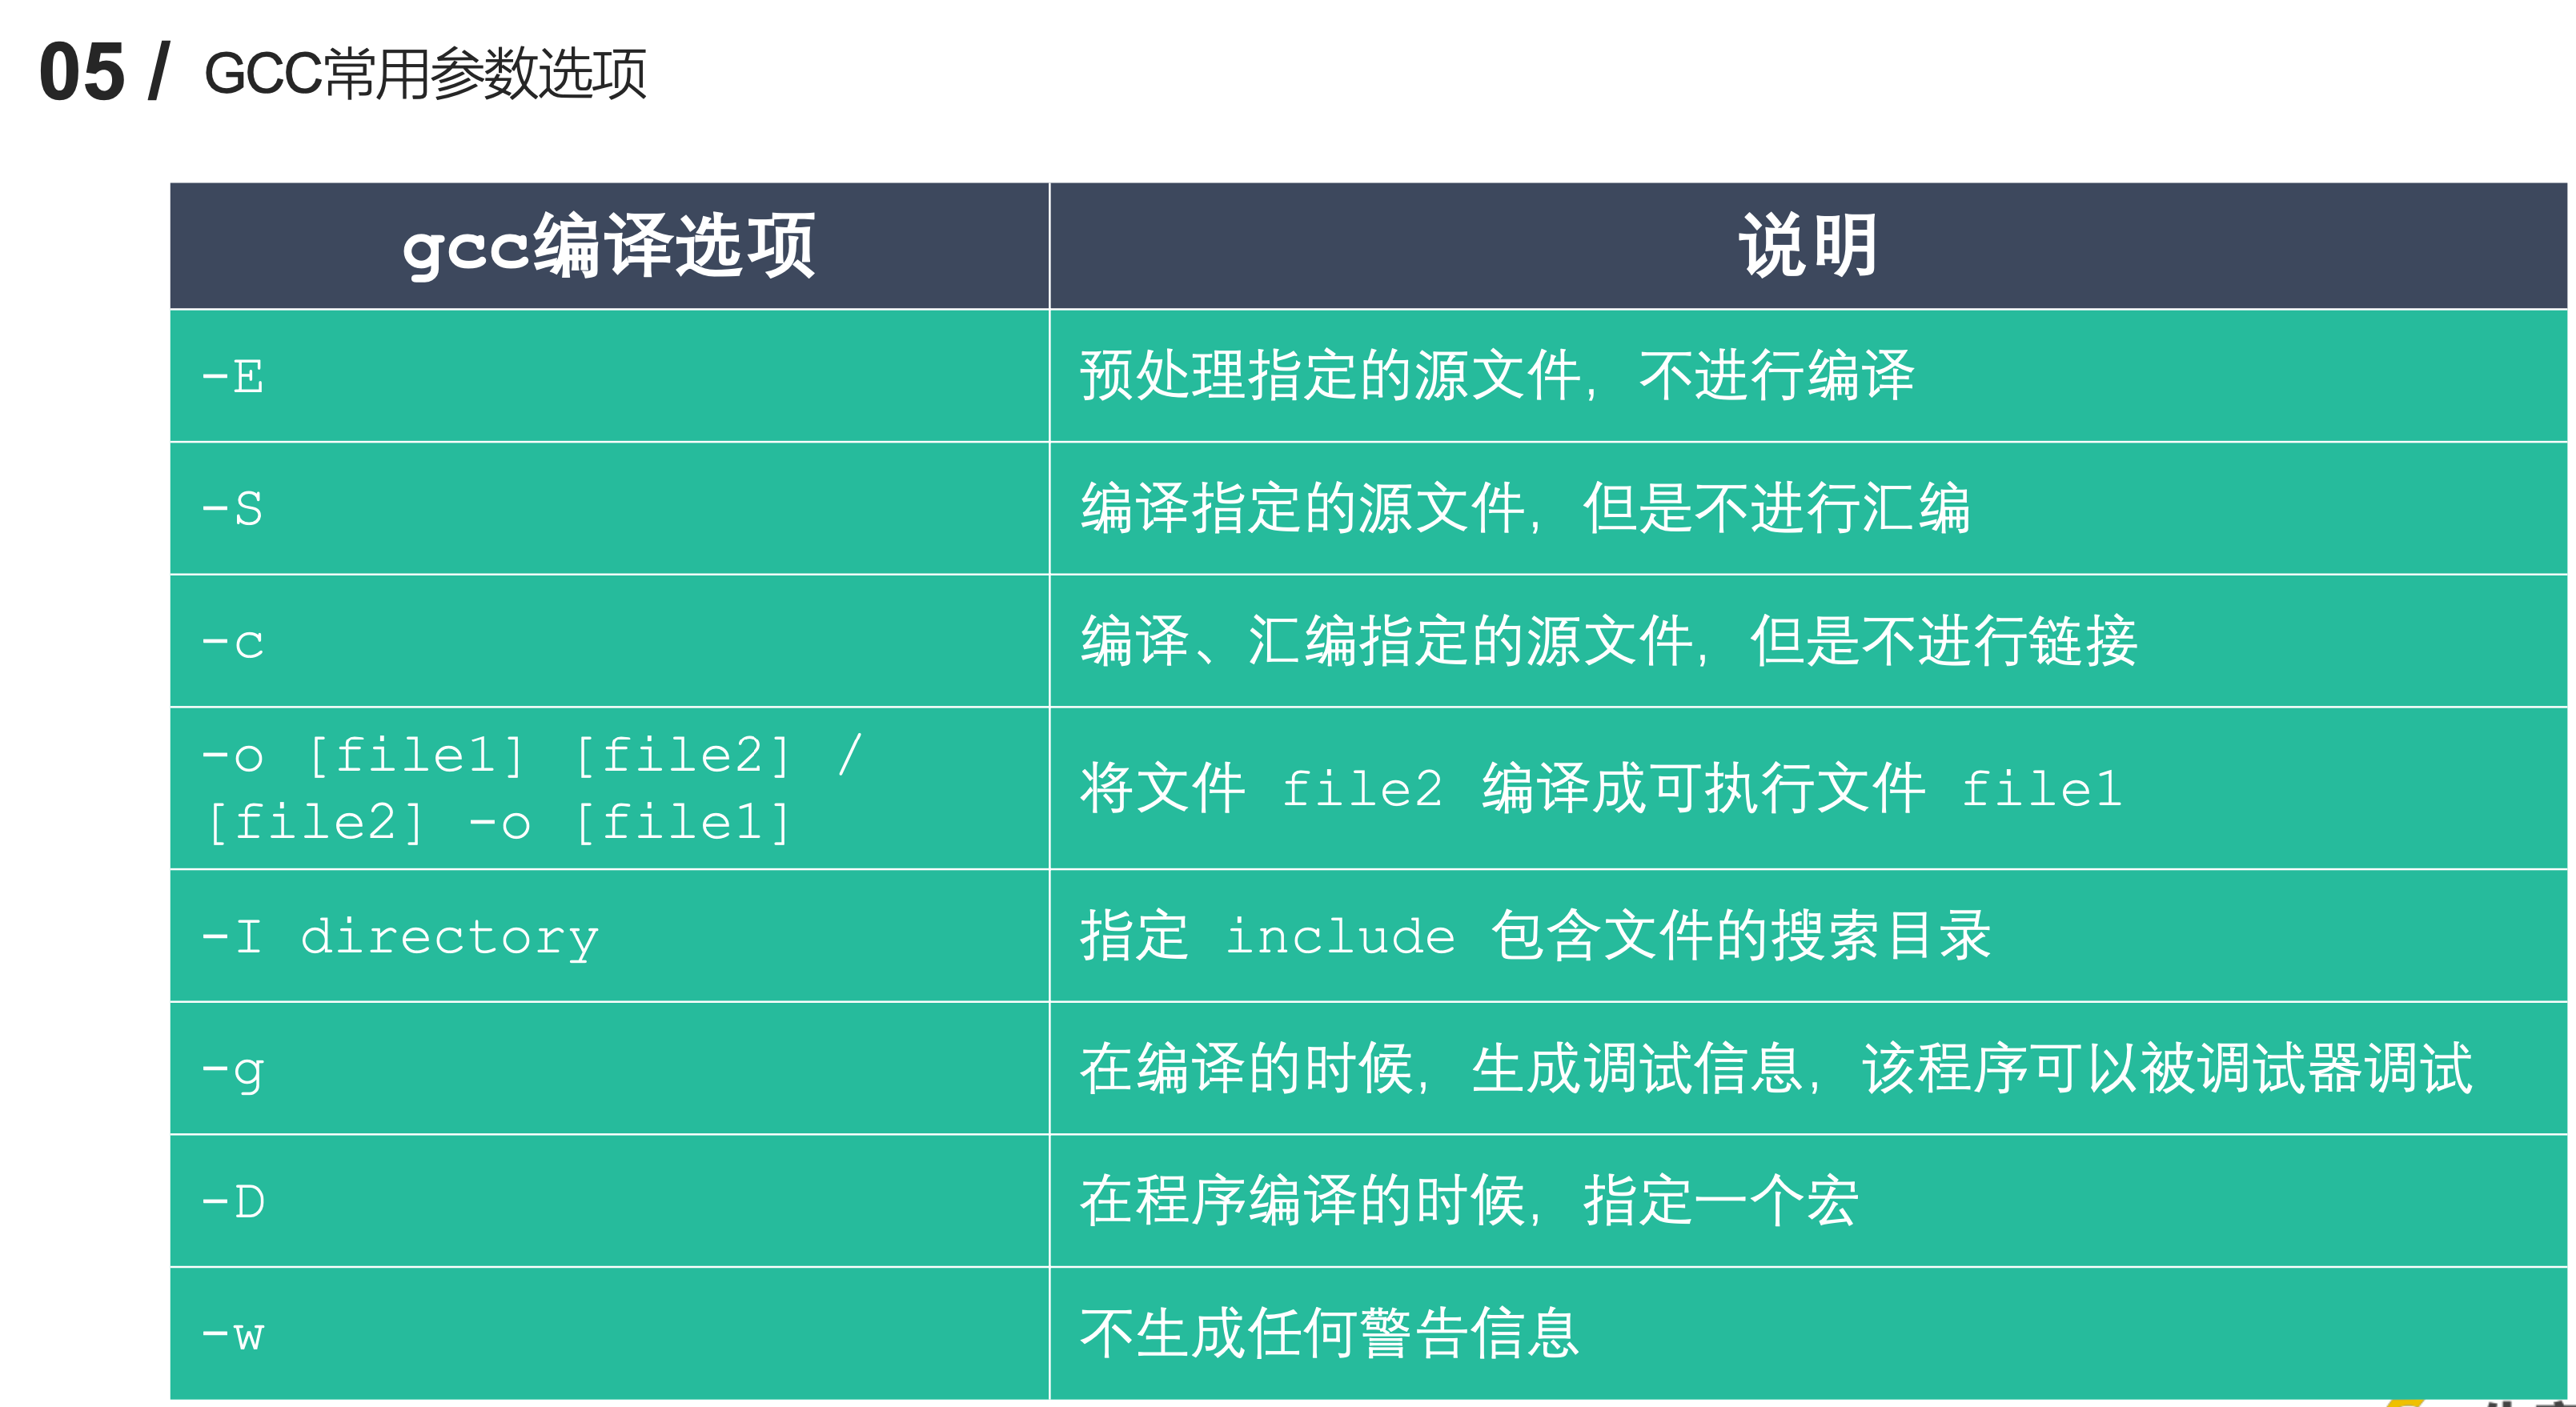 05 / GCC常用参数选项
gcc编译选项
说明
-E
预处理指定的源文件，不进行编译
-S
编译指定的源文件，但是不进行汇编
-c
编译、汇编指定的源文件，但是不进行链接
-o [file1] [file2] /
[file2] -o [file1]
将文件 file2 编译成可执行文件 file1
-I directory
指定 include 包含文件的搜索目录
-g
在编译的时候，生成调试信息，该程序可以被调试器调试
-D
在程序编译的时候，指定一个宏
-w
不生成任何警告信息